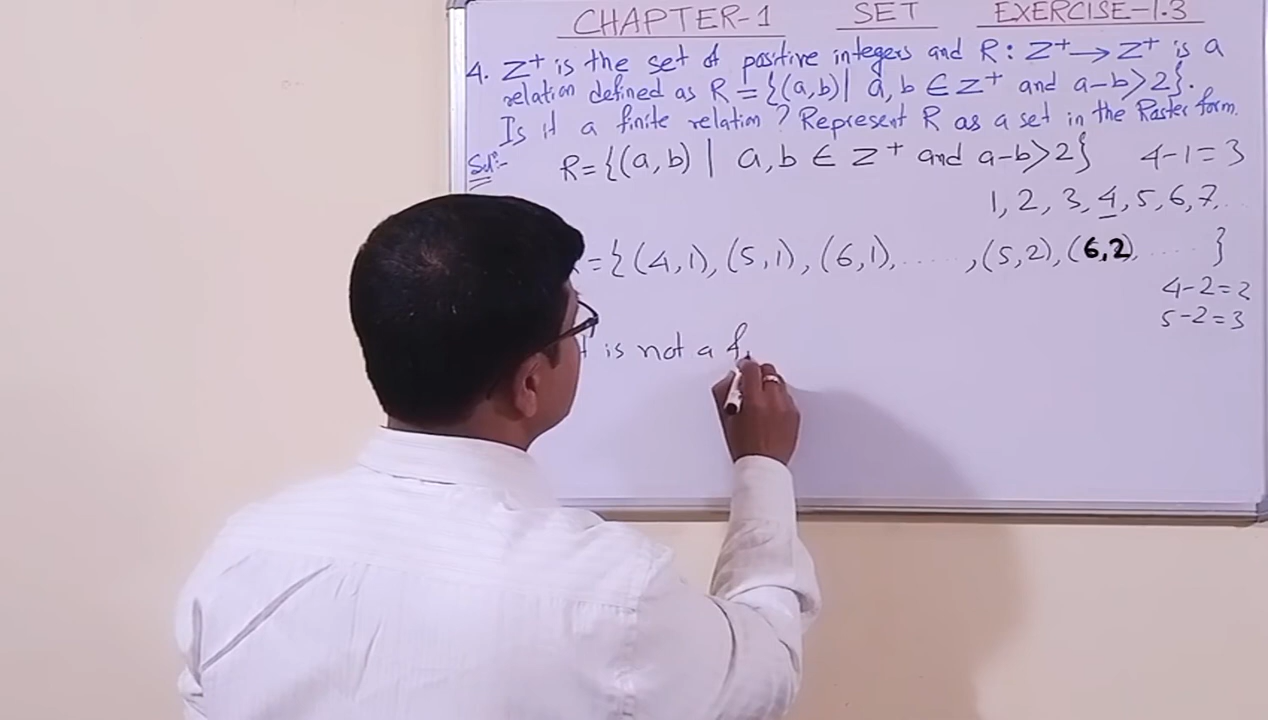 CHAPTER-1 SET EXERCISE-1.3
4. Z+ is the set of positive integers and R: Z+ → Z+ is a
relation defined as R = {(a,b)| a,b ∈ Z+ and a-b>2}.
Is it a finite relation? Represent R as a set in the Raster form.
Sol:- R={(a,b) | a,b ∈ Z+ and a-b>2} 4-1=3
1, 2, 3, 4, 5, 6, 7, ..
={(4,1), (5,1), (6,1), ......, (5,2), (6,2), ..... }
4-2=2
5-2=3
is not a f